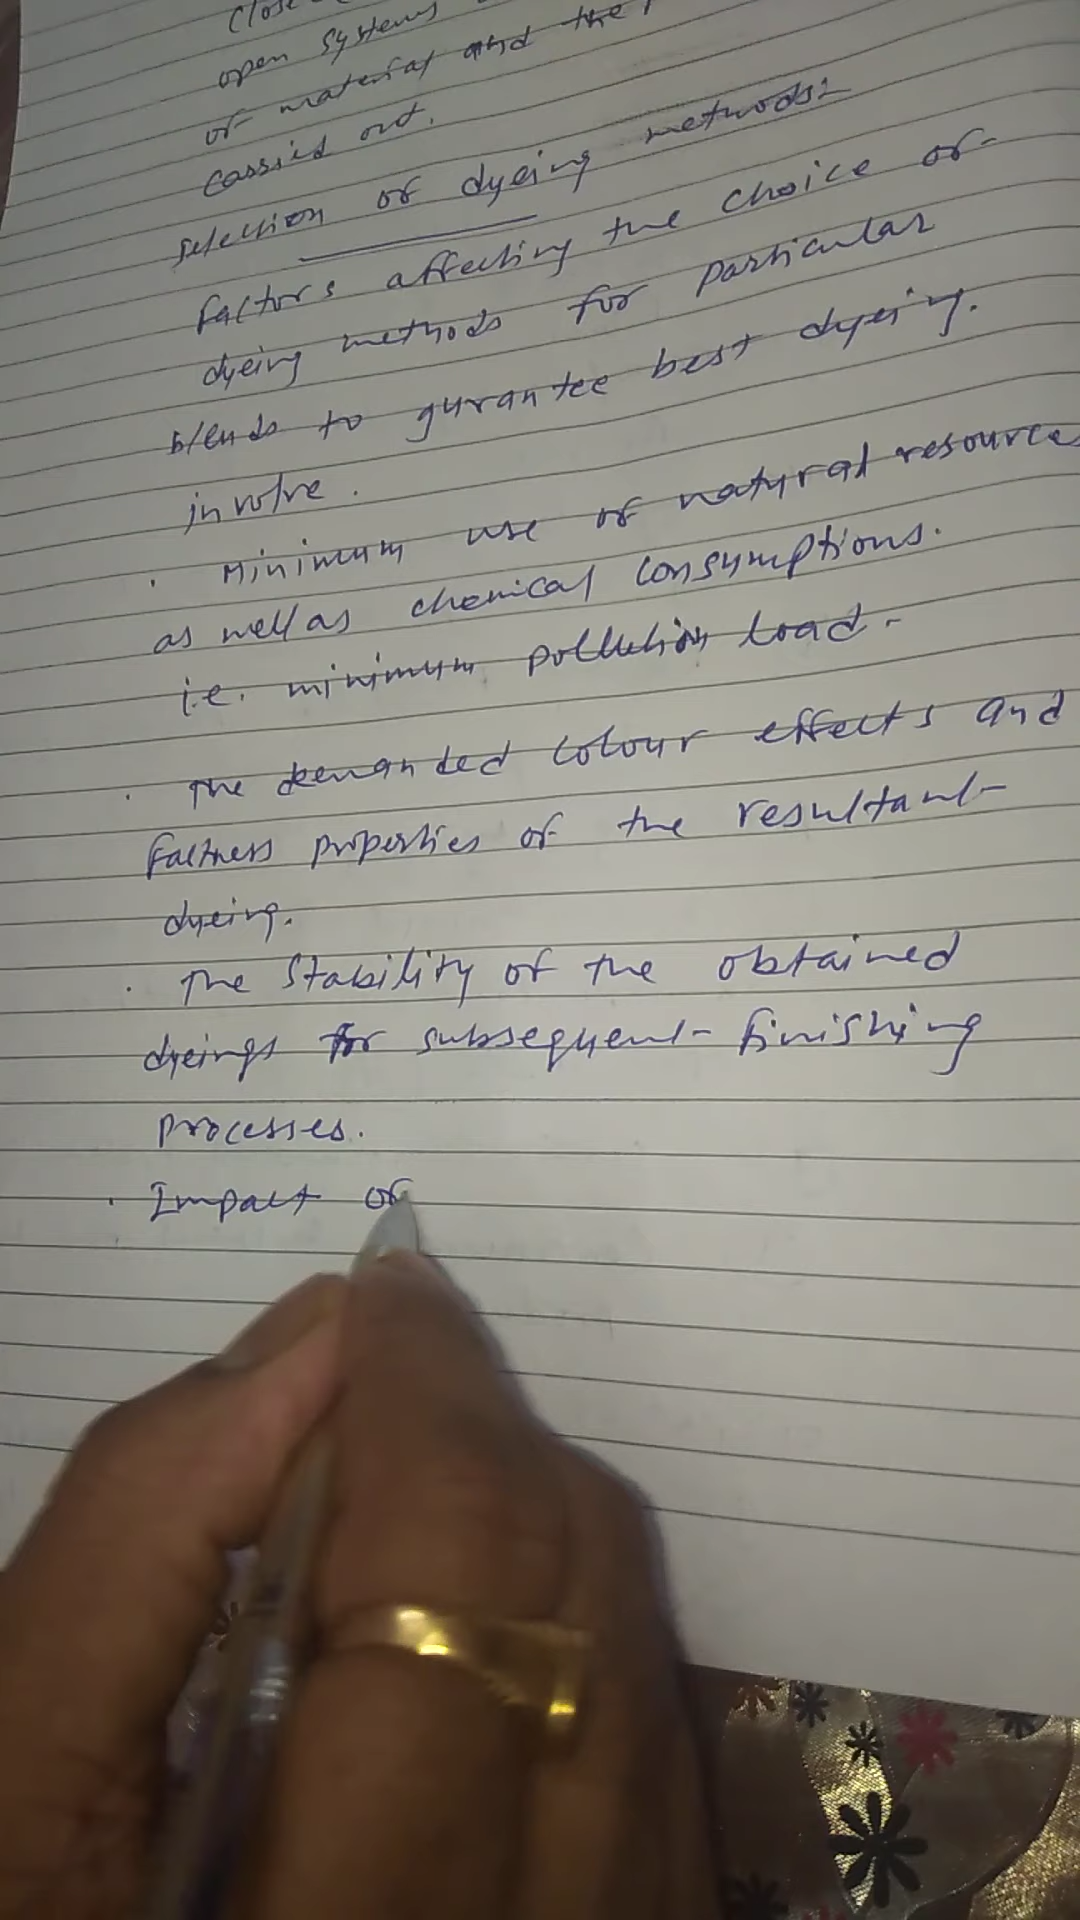 close
open systems
of material and the
carried out.
Selection of dyeing methods:-
factors affecting the choice of
dyeing methods for particular
blends to gurantee best dyeing.
involve.
. Minimum use of natural resources
as well as chemical consumptions.
i.e. minimum pollution load.
. The demanded colour effects and
fastness properties of the resultant
dyeing.
. The stability of the obtained
dyeings for subsequent finishing
processes.
. Impact of